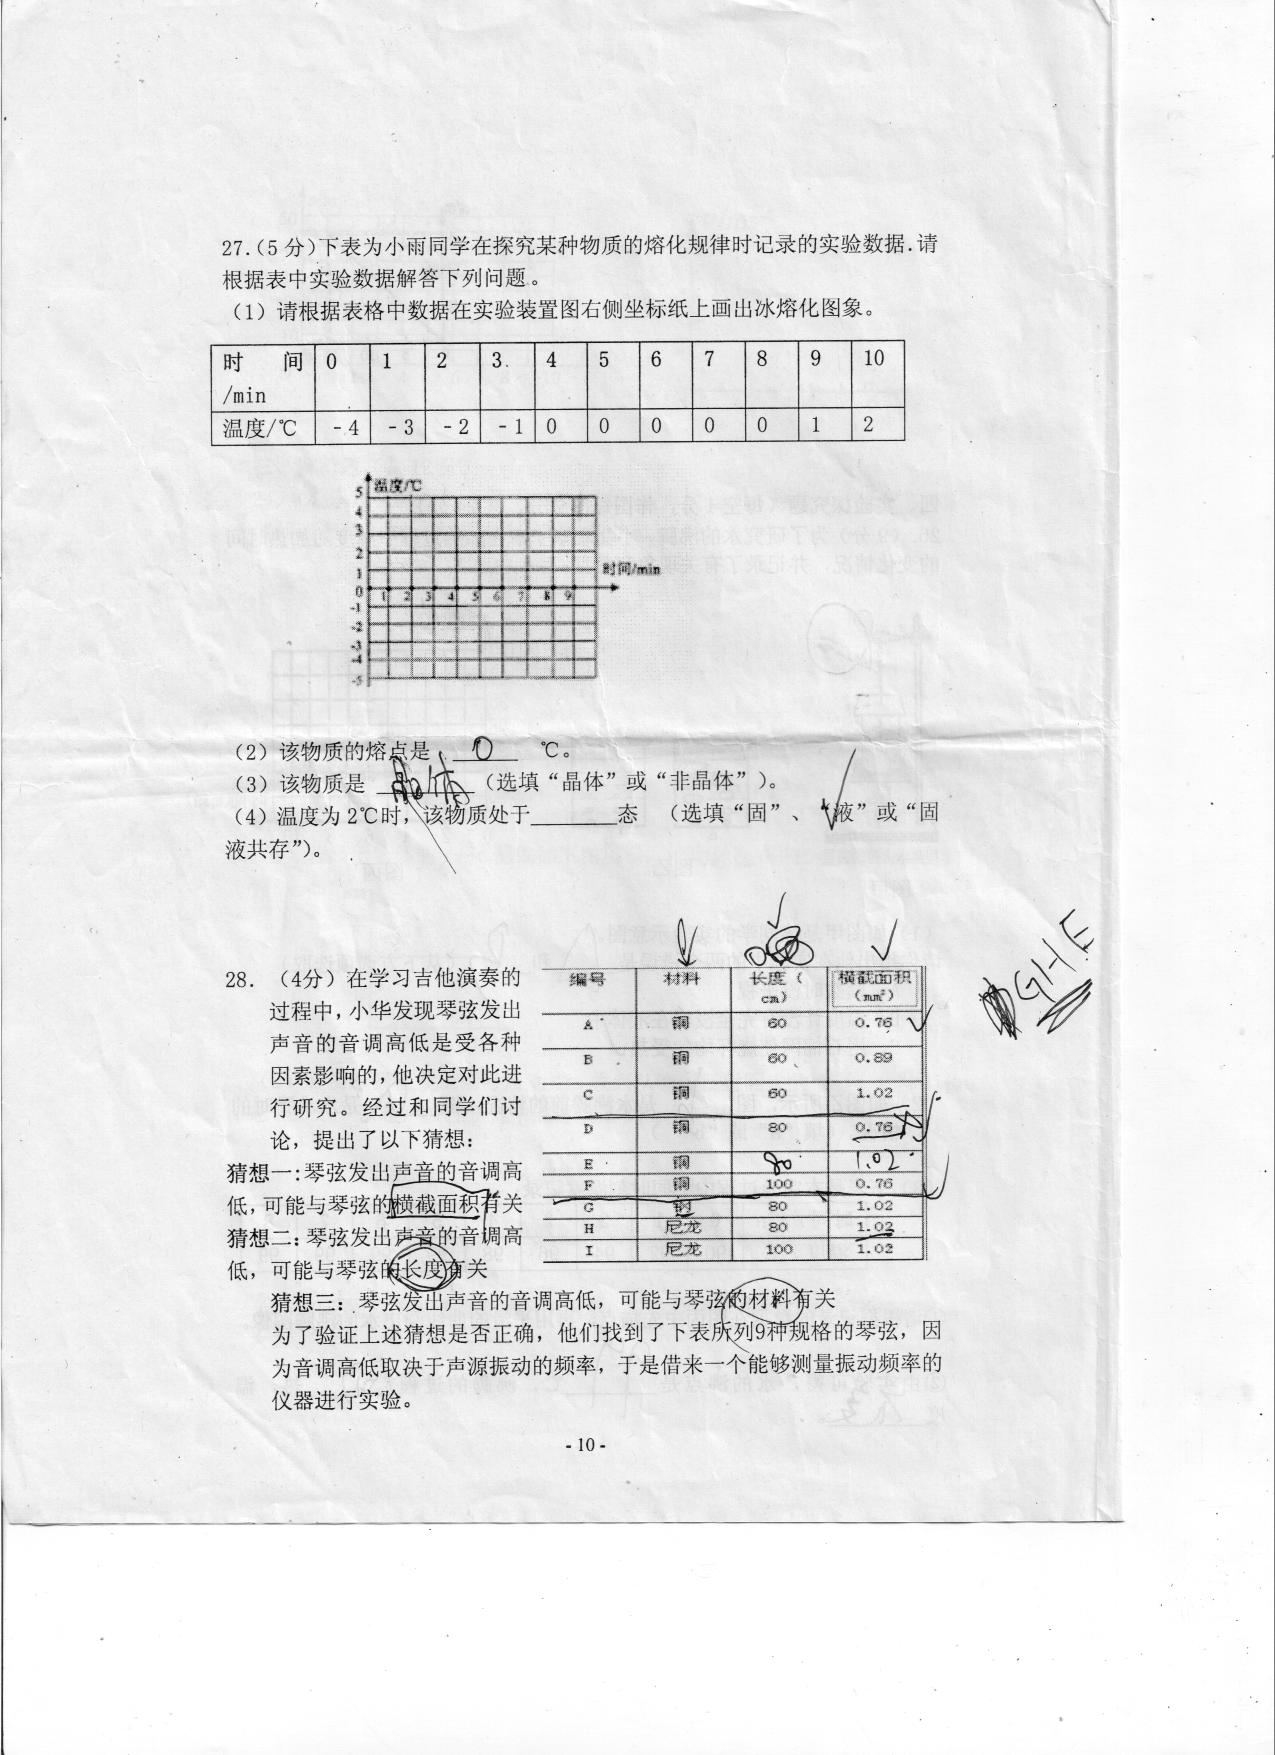 27.(5分)下表为小雨同学在探究某种物质的熔化规律时记录的实验数据.请
根据表中实验数据解答下列问题。
(1)请根据表格中数据在实验装置图右侧坐标纸上画出冰熔化图象。
时 间/min 0 1 2 3 4 5 6 7 8 9 10
温度/℃ -4 -3 -2 -1 0 0 0 0 0 1 2
温度/℃
5
4
3
2
1
0
-1
-2
-3
-4
-5
1 2 3 4 5 6 7 8 9
时间/min
(2)该物质的熔点是 0 ℃。
(3)该物质是 晶体 (选填“晶体”或“非晶体”)。
(4)温度为2℃时,该物质处于________态 (选填“固”、“液”或“固
液共存”)。
28. (4分)在学习吉他演奏的
过程中,小华发现琴弦发出
声音的音调高低是受各种
因素影响的,他决定对此进
行研究。经过和同学们讨
论,提出了以下猜想:
猜想一:琴弦发出声音的音调高
低,可能与琴弦的横截面积有关
猜想二:琴弦发出声音的音调高
低,可能与琴弦的长度有关
编号 材料 长度(cm) 横截面积(mm²)
A 铜 60 0.76
B 铜 60 0.89
C 铜 60 1.02
D 铜 80 0.76
E 铜 80 1.02
F 铜 100 0.76
G 钢 80 1.02
H 尼龙 80 1.02
I 尼龙 100 1.02
GHE
猜想三:琴弦发出声音的音调高低,可能与琴弦的材料有关
为了验证上述猜想是否正确,他们找到了下表所列9种规格的琴弦,因
为音调高低取决于声源振动的频率,于是借来一个能够测量振动频率的
仪器进行实验。
- 10 -